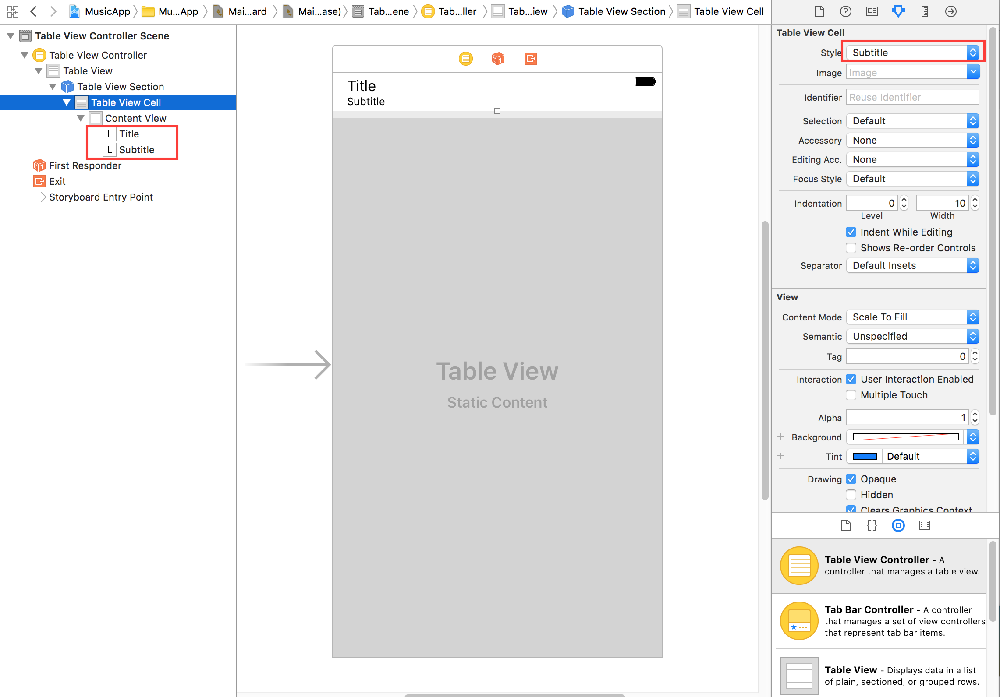 MusicApp Mu...App Mai...ard Mai...ase) Tab...ene Tab...ller Tab...iew Table View Section Table View Cell
Table View Controller Scene
Table View Controller
Table View
Table View Section
Table View Cell
Content View
L Title
L Subtitle
First Responder
Exit
Storyboard Entry Point
1
Title
Subtitle
Table View
Static Content
Table View Cell
Style Subtitle
Image Image
Identifier Reuse Identifier
Selection Default
Accessory None
Editing Acc. None
Focus Style Default
Indentation 0 10
Level Width
Indent While Editing
Shows Re-order Controls
Separator Default Insets
View
Content Mode Scale To Fill
Semantic Unspecified
Tag 0
Interaction User Interaction Enabled
Multiple Touch
Alpha 1
+ Background
+ Tint Default
Drawing Opaque
Hidden
Clears Graphics Context
{}
Table View Controller - A
controller that manages a table view.
Tab Bar Controller - A controller
that manages a set of view controllers
that represent tab bar items.
Table View - Displays data in a list
of plain, sectioned, or grouped rows.